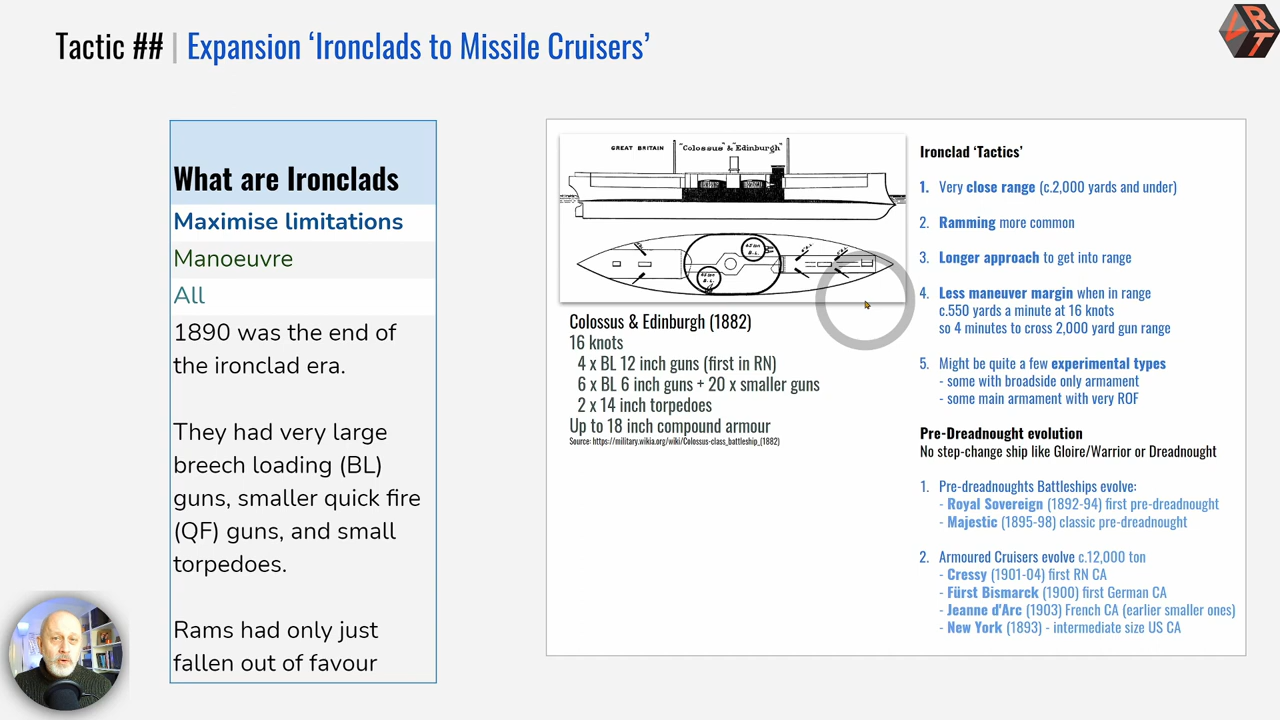 Tactic ## | Expansion ‘Ironclads to Missile Cruisers’
RT
What are Ironclads
Maximise limitations
Manoeuvre
All
1890 was the end of
the ironclad era.
They had very large
breech loading (BL)
guns, smaller quick fire
(QF) guns, and small
torpedoes.
Rams had only just
fallen out of favour
GREAT BRITAIN "Colossus" & "Edinburgh"
Colossus & Edinburgh (1882)
16 knots
4 x BL 12 inch guns (first in RN)
6 x BL 6 inch guns + 20 x smaller guns
2 x 14 inch torpedoes
Up to 18 inch compound armour
Source: https://military.wikia.org/wiki/Colossus-class_battleship_(1882)
Ironclad ‘Tactics’
1. Very close range (c.2,000 yards and under)
2. Ramming more common
3. Longer approach to get into range
4. Less maneuver margin when in range
c.550 yards a minute at 16 knots
so 4 minutes to cross 2,000 yard gun range
5. Might be quite a few experimental types
- some with broadside only armament
- some main armament with very ROF
Pre-Dreadnought evolution
No step-change ship like Gloire/Warrior or Dreadnought
1. Pre-dreadnoughts Battleships evolve:
- Royal Sovereign (1892-94) first pre-dreadnought
- Majestic (1895-98) classic pre-dreadnought
2. Armoured Cruisers evolve c.12,000 ton
- Cressy (1901-04) first RN CA
- Fürst Bismarck (1900) first German CA
- Jeanne d'Arc (1903) French CA (earlier smaller ones)
- New York (1893) - intermediate size US CA